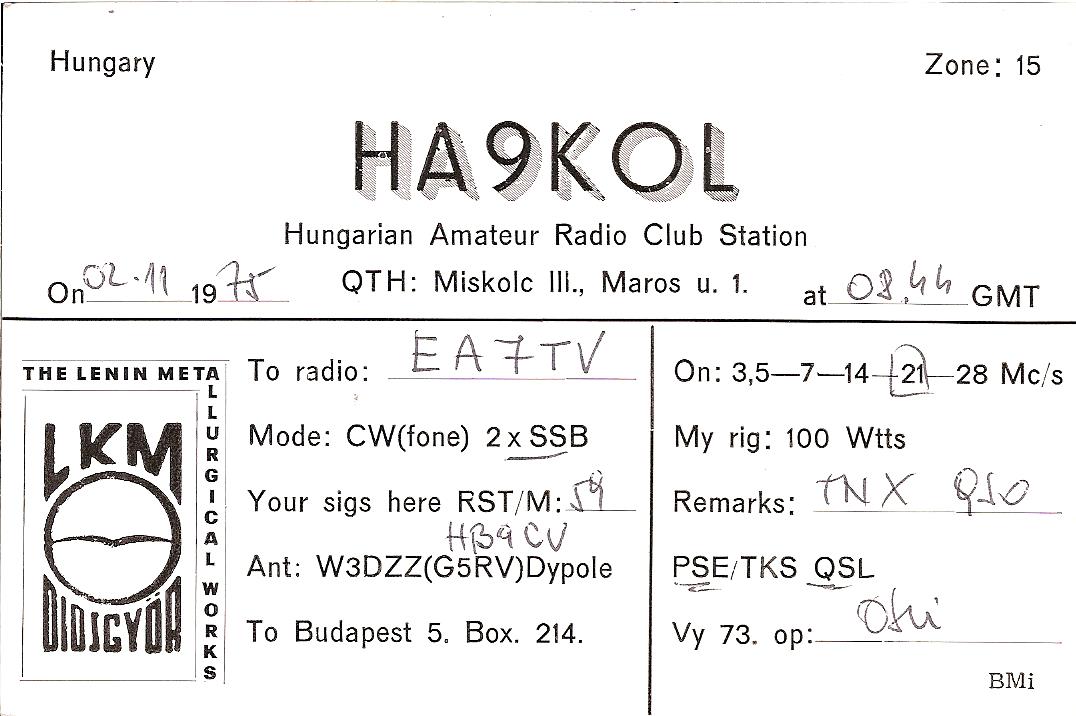 Hungary Zone: 15
HA9KOL
Hungarian Amateur Radio Club Station
On 02.11 1975 QTH: Miskolc III., Maros u. 1. at 08.44 GMT
THE LENIN METALLURGICAL WORKS
LKM
DIÓSGYŐR
To radio: EA7TV
Mode: CW(fone) 2 x SSB
Your sigs here RST/M: 59
HB9CV
Ant: W3DZZ(G5RV)Dypole
To Budapest 5. Box. 214.
On: 3,5—7—14—21—28 Mc/s
My rig: 100 Wtts
Remarks: TNX QSO
PSE/TKS QSL
Vy 73. op:
BMi